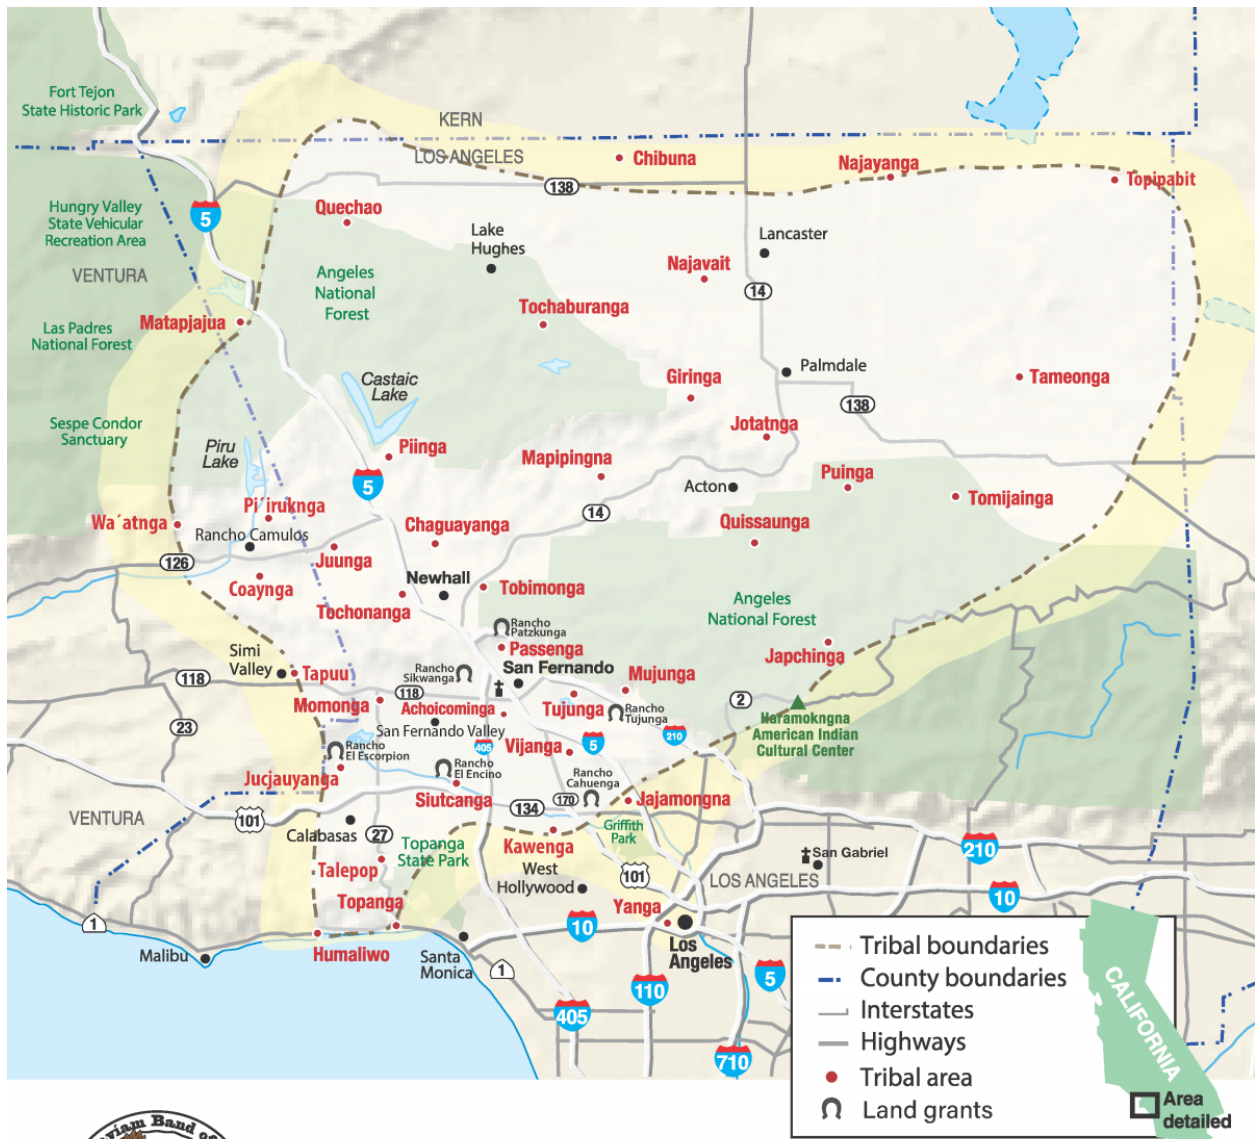 Fort Tejon
State Historic Park
KERN
LOS ANGELES
Chibuna
Najayanga
Topipabit
138
Hungry Valley
State Vehicular
Recreation Area
5
Quechao
VENTURA
Lake
Hughes
Lancaster
Angeles
National
Forest
Najavait
14
Tochaburanga
Matapjajua
Las Padres
National Forest
Castaic
Lake
Giringa
Palmdale
Tameonga
138
Sespe Condor
Sanctuary
Piru
Lake
Piinga
Jotatnga
Mapipingna
Acton
Puinga
Tomijainga
5
14
Pi´iruknga
Wa´atnga
Rancho Camulos
Chaguayanga
Quissaunga
126
Juunga
Coaynga
Newhall
Tobimonga
Tochonanga
Angeles
National Forest
Rancho
Patzkunga
Passenga
Japchinga
Simi
Valley
118
Tapuu
Rancho
Sikwanga
San Fernando
Mujunga
Momonga
118
Achoicominga
Tujunga
Rancho
Tujunga
2
Haramokngna
American Indian
Cultural Center
23
San Fernando Valley
405
Vijanga
5
210
Rancho
El Escorpion
Jucjauyanga
Rancho
El Encino
Siutcanga
Rancho
Cahuenga
134
170
Jajamongna
VENTURA
101
Calabasas
27
Topanga
State Park
Kawenga
Griffith
Park
Talepop
West
Hollywood
101
San Gabriel
210
LOS ANGELES
10
Topanga
Yanga
1
10
Los
Angeles
Malibu
Humaliwo
Santa
Monica
1
5
110
405
710
Tribal boundaries
County boundaries
Interstates
Highways
Tribal area
Land grants
CALIFORNIA
Area
detailed